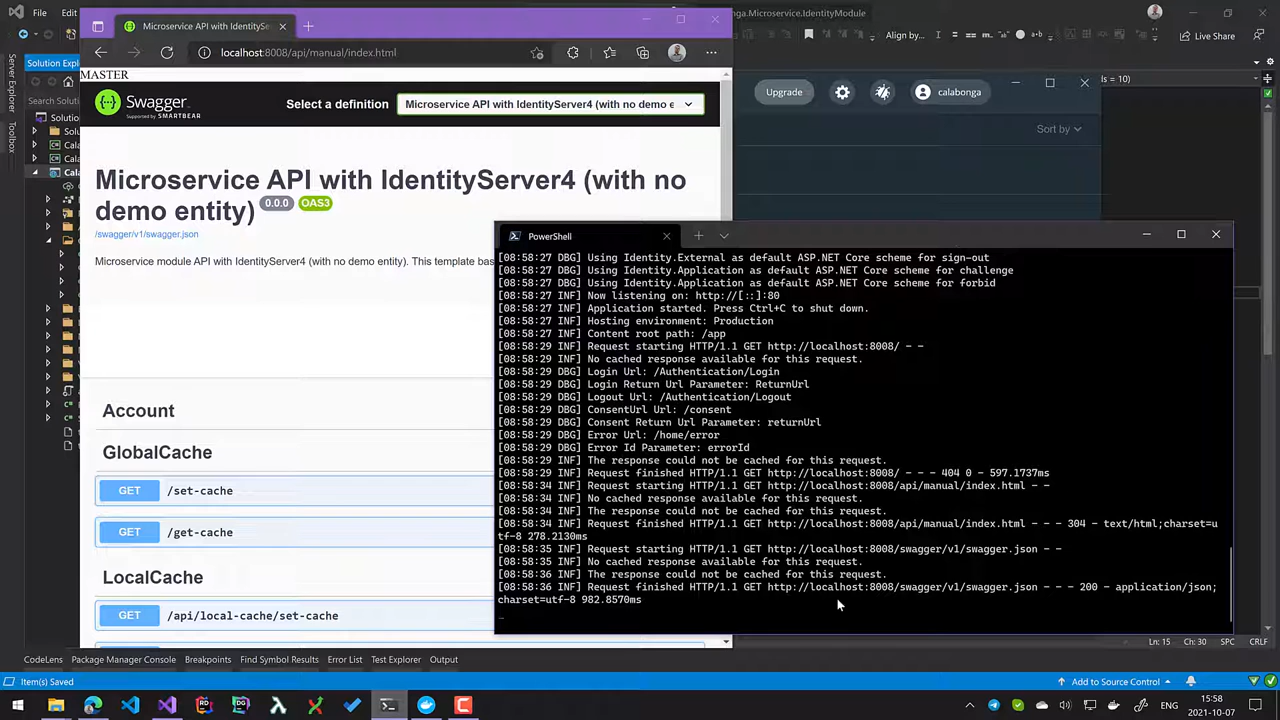 Microservice API with IdentityServer4
nga.Microservice.IdentityModule
Align by...
Live Share
localhost:8008/api/manual/index.html
Solution Explo
Search Solutio
Server Explorer
Toolbox
MASTER
Swagger
Supported by SMARTBEAR
Select a definition
Microservice API with IdentityServer4 (with no demo e
Upgrade
calabonga
(s = 10)
Sort by
Microservice API with IdentityServer4 (with no
demo entity) 0.0.0 OAS3
/swagger/v1/swagger.json
Microservice module API with IdentityServer4 (with no demo entity). This template bas
Account
GlobalCache
GET /set-cache
GET /get-cache
LocalCache
GET /api/local-cache/set-cache
PowerShell
[08:58:27 DBG] Using Identity.External as default ASP.NET Core scheme for sign-out
[08:58:27 DBG] Using Identity.Application as default ASP.NET Core scheme for challenge
[08:58:27 DBG] Using Identity.Application as default ASP.NET Core scheme for forbid
[08:58:27 INF] Now listening on: http://[::]:80
[08:58:27 INF] Application started. Press Ctrl+C to shut down.
[08:58:27 INF] Hosting environment: Production
[08:58:27 INF] Content root path: /app
[08:58:29 INF] Request starting HTTP/1.1 GET http://localhost:8008/ - -
[08:58:29 INF] No cached response available for this request.
[08:58:29 DBG] Login Url: /Authentication/Login
[08:58:29 DBG] Login Return Url Parameter: ReturnUrl
[08:58:29 DBG] Logout Url: /Authentication/Logout
[08:58:29 DBG] ConsentUrl Url: /consent
[08:58:29 DBG] Consent Return Url Parameter: returnUrl
[08:58:29 DBG] Error Url: /home/error
[08:58:29 DBG] Error Id Parameter: errorId
[08:58:29 INF] The response could not be cached for this request.
[08:58:29 INF] Request finished HTTP/1.1 GET http://localhost:8008/ - - - 404 0 - 597.1737ms
[08:58:34 INF] Request starting HTTP/1.1 GET http://localhost:8008/api/manual/index.html - -
[08:58:34 INF] No cached response available for this request.
[08:58:34 INF] The response could not be cached for this request.
[08:58:34 INF] Request finished HTTP/1.1 GET http://localhost:8008/api/manual/index.html - - - 304 - text/html;charset=u
tf-8 278.2130ms
[08:58:35 INF] Request starting HTTP/1.1 GET http://localhost:8008/swagger/v1/swagger.json - -
[08:58:35 INF] No cached response available for this request.
[08:58:36 INF] The response could not be cached for this request.
[08:58:36 INF] Request finished HTTP/1.1 GET http://localhost:8008/swagger/v1/swagger.json - - - 200 - application/json;
charset=utf-8 982.8570ms
Ln: 15 Ch: 30 SPC CRLF
CodeLens Package Manager Console Breakpoints Find Symbol Results Error List Test Explorer Output
Item(s) Saved
Add to Source Control
ENG
15:58
2021-10-07